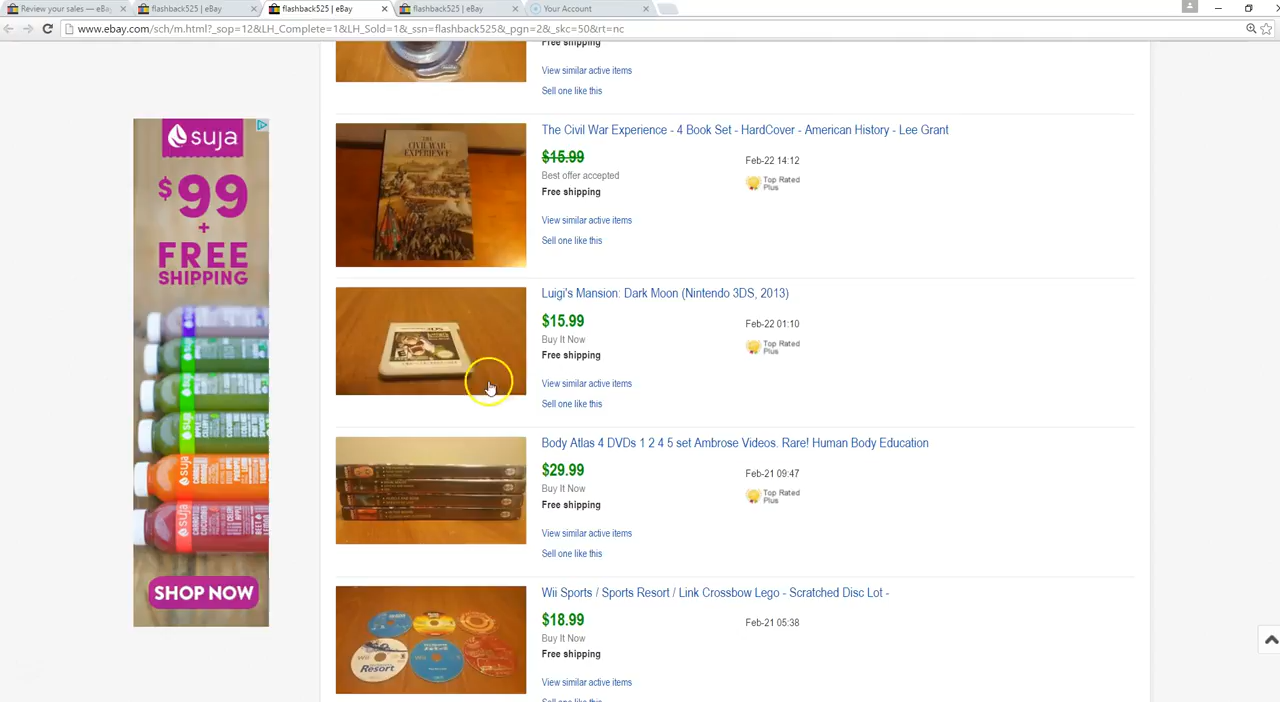 Review your sales — eB
flashback525 | eBay
flashback525 | eBay
flashback525 | eBay
Your Account
www.ebay.com/sch/m.html?_sop=12&LH_Complete=1&LH_Sold=1&_ssn=flashback525&_pgn=2&_skc=50&rt=nc
Free shipping
View similar active items
Sell one like this
suja
$99
+
FREE
SHIPPING
SHOP NOW
THE CIVIL WAR EXPERIENCE
The Civil War Experience - 4 Book Set - HardCover - American History - Lee Grant
$15.99
Feb-22 14:12
Best offer accepted
Top Rated Plus
Free shipping
View similar active items
Sell one like this
Luigi's Mansion: Dark Moon (Nintendo 3DS, 2013)
$15.99
Feb-22 01:10
Buy It Now
Top Rated Plus
Free shipping
View similar active items
Sell one like this
Body Atlas 4 DVDs 1 2 4 5 set Ambrose Videos. Rare! Human Body Education
$29.99
Feb-21 09:47
Buy It Now
Top Rated Plus
Free shipping
View similar active items
Sell one like this
Wii Sports / Sports Resort / Link Crossbow Lego - Scratched Disc Lot -
$18.99
Feb-21 05:38
Buy It Now
Free shipping
View similar active items
Resort